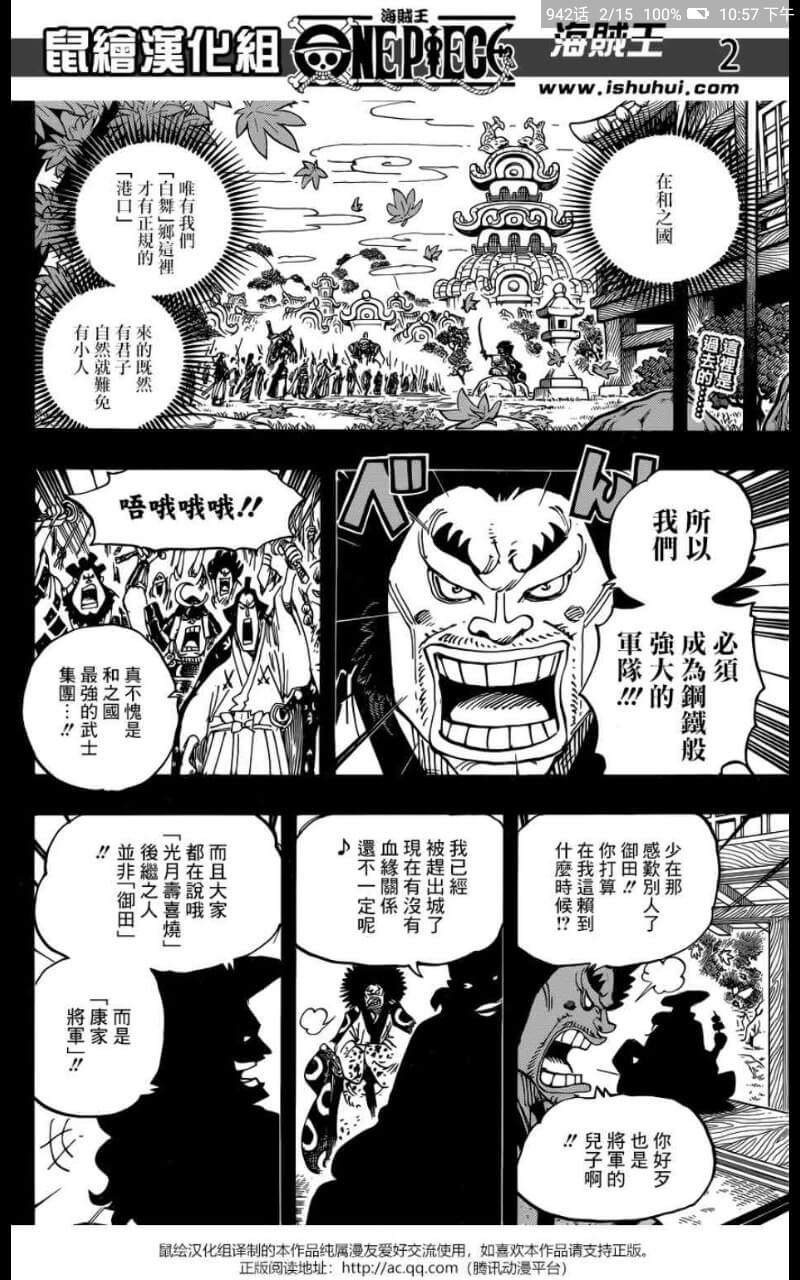 942话 2/15 100% 10:57 下午
鼠繪漢化組
海賊王
ONE PIECE
海賊王
2
www.ishuhui.com
在和之國
這裡是
過去的……
唯有我們
「白舞」鄉這裡
才有正規的
「港口」
來的既然
有君子
自然就難免
有小人
所以
我們
必須
成為鋼鐵般
強大的
軍隊!!!
べんっ
唔哦哦哦!!
真不愧是
和之國
最強的武士
集團…!!
少在那
感歎別人了
御田!!
你打算
在我這賴到
什麼時候!?
你好歹
也是
將軍的
兒子啊
!!
我已經
被趕出城了
現在有沒有
血緣關係
還不一定呢
♪
而且大家
都在說哦
「光月壽喜燒」
後繼之人
並非「御田」
!!
而是
「康家
將軍」!!
鼠绘汉化组译制的本作品纯属漫友爱好交流使用，如喜欢本作品请支持正版。
正版阅读地址：http://ac.qq.com（腾讯动漫平台）